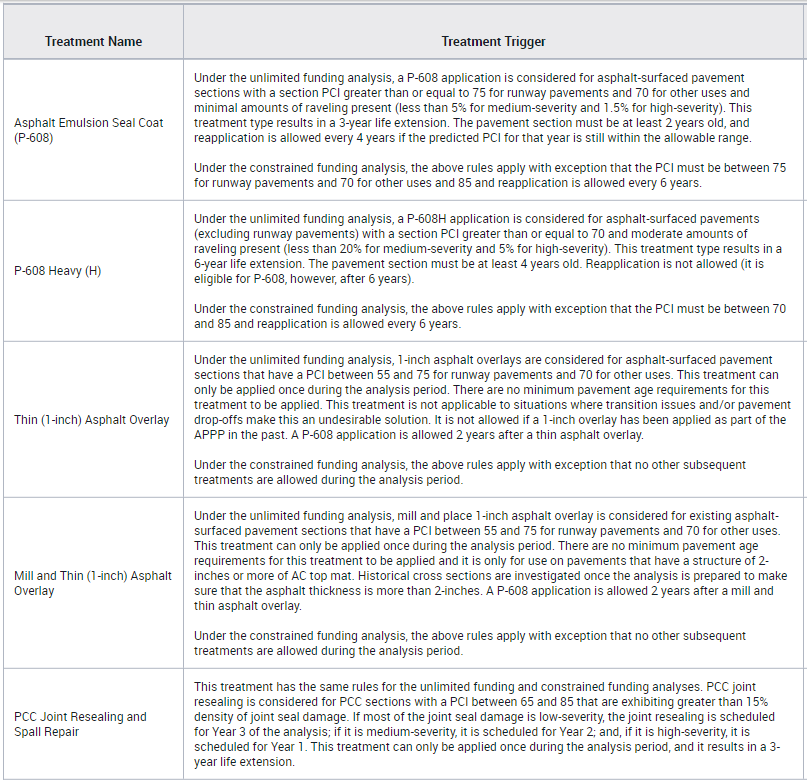 Treatment Name
Treatment Trigger
Asphalt Emulsion Seal Coat
(P-608)
Under the unlimited funding analysis, a P-608 application is considered for asphalt-surfaced pavement
sections with a section PCI greater than or equal to 75 for runway pavements and 70 for other uses and
minimal amounts of raveling present (less than 5% for medium-severity and 1.5% for high-severity). This
treatment type results in a 3-year life extension. The pavement section must be at least 2 years old, and
reapplication is allowed every 4 years if the predicted PCI for that year is still within the allowable range.
Under the constrained funding analysis, the above rules apply with exception that the PCI must be between 75
for runway pavements and 70 for other uses and 85 and reapplication is allowed every 6 years.
P-608 Heavy (H)
Under the unlimited funding analysis, a P-608H application is considered for asphalt-surfaced pavements
(excluding runway pavements) with a section PCI greater than or equal to 70 and moderate amounts of
raveling present (less than 20% for medium-severity and 5% for high-severity). This treatment type results in a
6-year life extension. The pavement section must be at least 4 years old. Reapplication is not allowed (it is
eligible for P-608, however, after 6 years).
Under the constrained funding analysis, the above rules apply with exception that the PCI must be between 70
and 85 and reapplication is allowed every 6 years.
Thin (1-inch) Asphalt Overlay
Under the unlimited funding analysis, 1-inch asphalt overlays are considered for asphalt-surfaced pavement
sections that have a PCI between 55 and 75 for runway pavements and 70 for other uses. This treatment can
only be applied once during the analysis period. There are no minimum pavement age requirements for this
treatment to be applied. This treatment is not applicable to situations where transition issues and/or pavement
drop-offs make this an undesirable solution. It is not allowed if a 1-inch overlay has been applied as part of the
APPP in the past. A P-608 application is allowed 2 years after a thin asphalt overlay.
Under the constrained funding analysis, the above rules apply with exception that no other subsequent
treatments are allowed during the analysis period.
Mill and Thin (1-inch) Asphalt
Overlay
Under the unlimited funding analysis, mill and place 1-inch asphalt overlay is considered for existing asphalt-
surfaced pavement sections that have a PCI between 55 and 75 for runway pavements and 70 for other uses.
This treatment can only be applied once during the analysis period. There are no minimum pavement age
requirements for this treatment to be applied and it is only for use on pavements that have a structure of 2-
inches or more of AC top mat. Historical cross sections are investigated once the analysis is prepared to make
sure that the asphalt thickness is more than 2-inches. A P-608 application is allowed 2 years after a mill and
thin asphalt overlay.
Under the constrained funding analysis, the above rules apply with exception that no other subsequent
treatments are allowed during the analysis period.
PCC Joint Resealing and
Spall Repair
This treatment has the same rules for the unlimited funding and constrained funding analyses. PCC joint
resealing is considered for PCC sections with a PCI between 65 and 85 that are exhibiting greater than 15%
density of joint seal damage. If most of the joint seal damage is low-severity, the joint resealing is scheduled
for Year 3 of the analysis; if it is medium-severity, it is scheduled for Year 2; and, if it is high-severity, it is
scheduled for Year 1. This treatment can only be applied once during the analysis period, and it results in a 3-
year life extension.